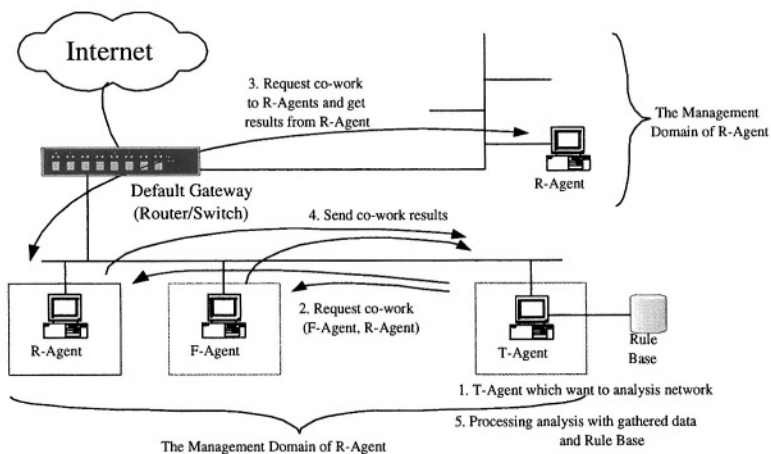 Internet
3. Request co-work
to R-Agents and get
results from R-Agent
The Management
Domain of R-Agent
R-Agent
Default Gateway
(Router/Switch)
4. Send co-work results
2. Request co-work
(F-Agent, R-Agent)
R-Agent
F-Agent
T-Agent
Rule
Base
1. T-Agent which want to analysis network
5. Processing analysis with gathered data
and Rule Base
The Management Domain of R-Agent